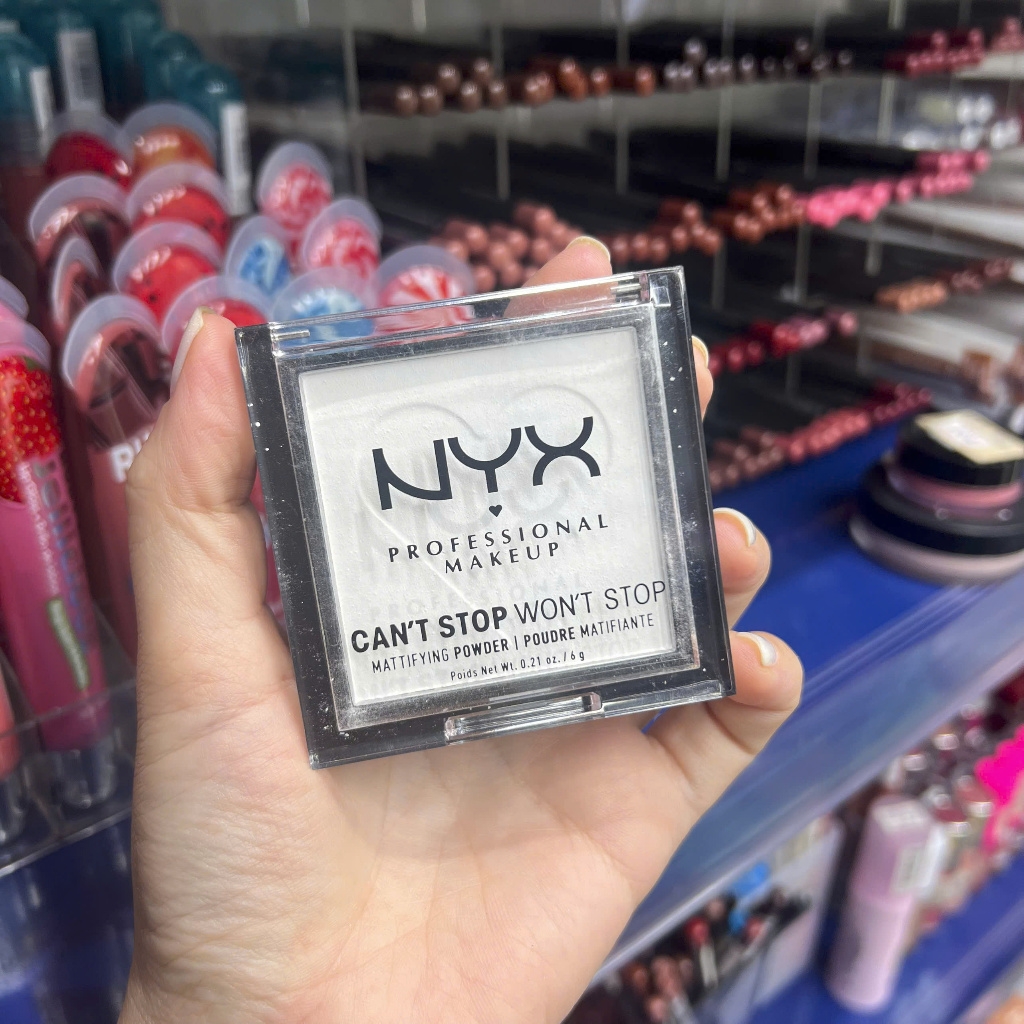 NYX
PROFESSIONAL
MAKEUP
CAN'T STOP WON'T STOP
MATTIFYING POWDER | POUDRE MATIFIANTE
Poids Net Wt. 0.21 oz. / 6 g